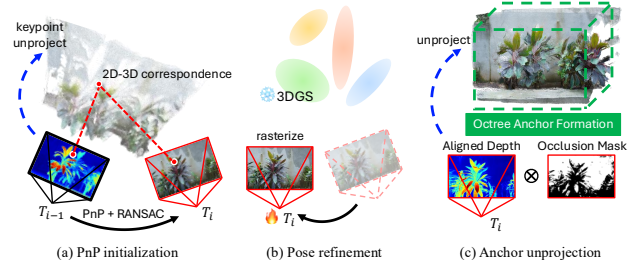 keypoint
unproject
2D-3D correspondence
T_{i-1}
PnP + RANSAC
T_i
(a) PnP initialization
3DGS
rasterize
T_i
(b) Pose refinement
unproject
Octree Anchor Formation
Aligned Depth
Occlusion Mask
T_i
(c) Anchor unprojection